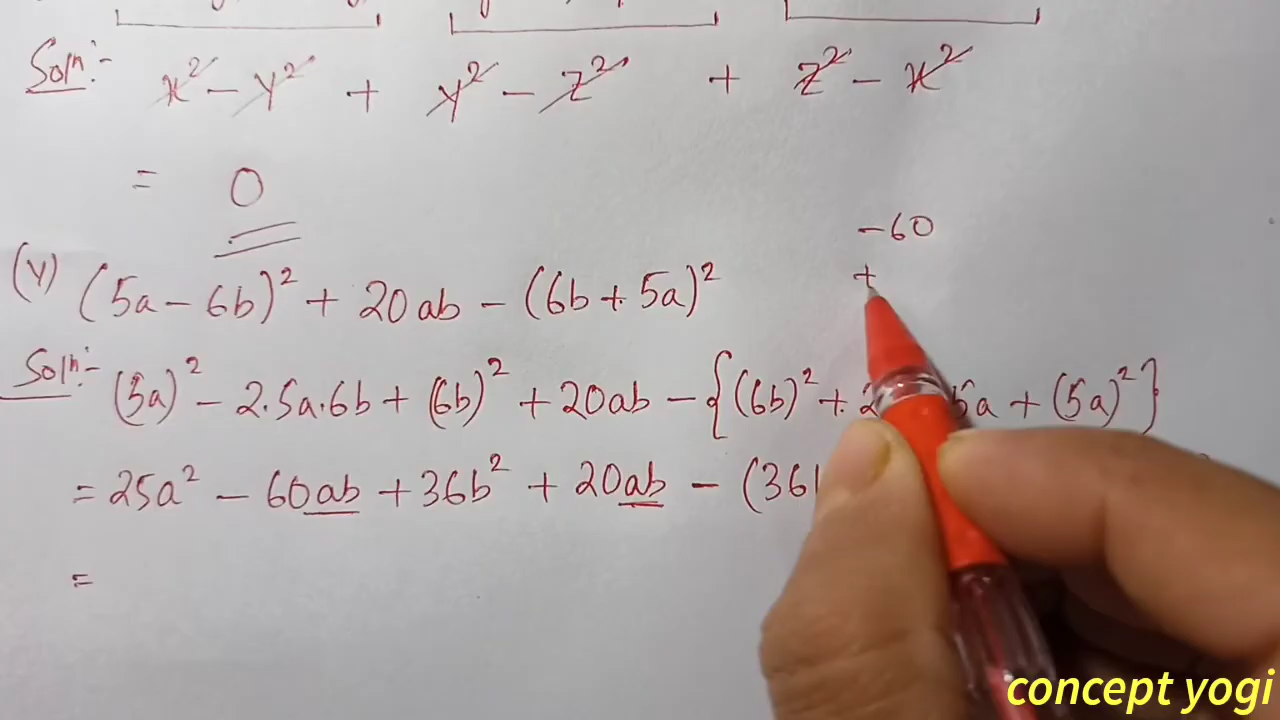 Solⁿ:- x² - y² + y² - z² + z² - x²
= 0
- 60
+
(v) (5a - 6b)² + 20ab - (6b + 5a)²
Solⁿ:- (5a)² - 2.5a.6b + (6b)² + 20ab - {(6b)² + 2 5a + (5a)²}
= 25a² - 60ab + 36b² + 20ab - (36
=
concept yogi